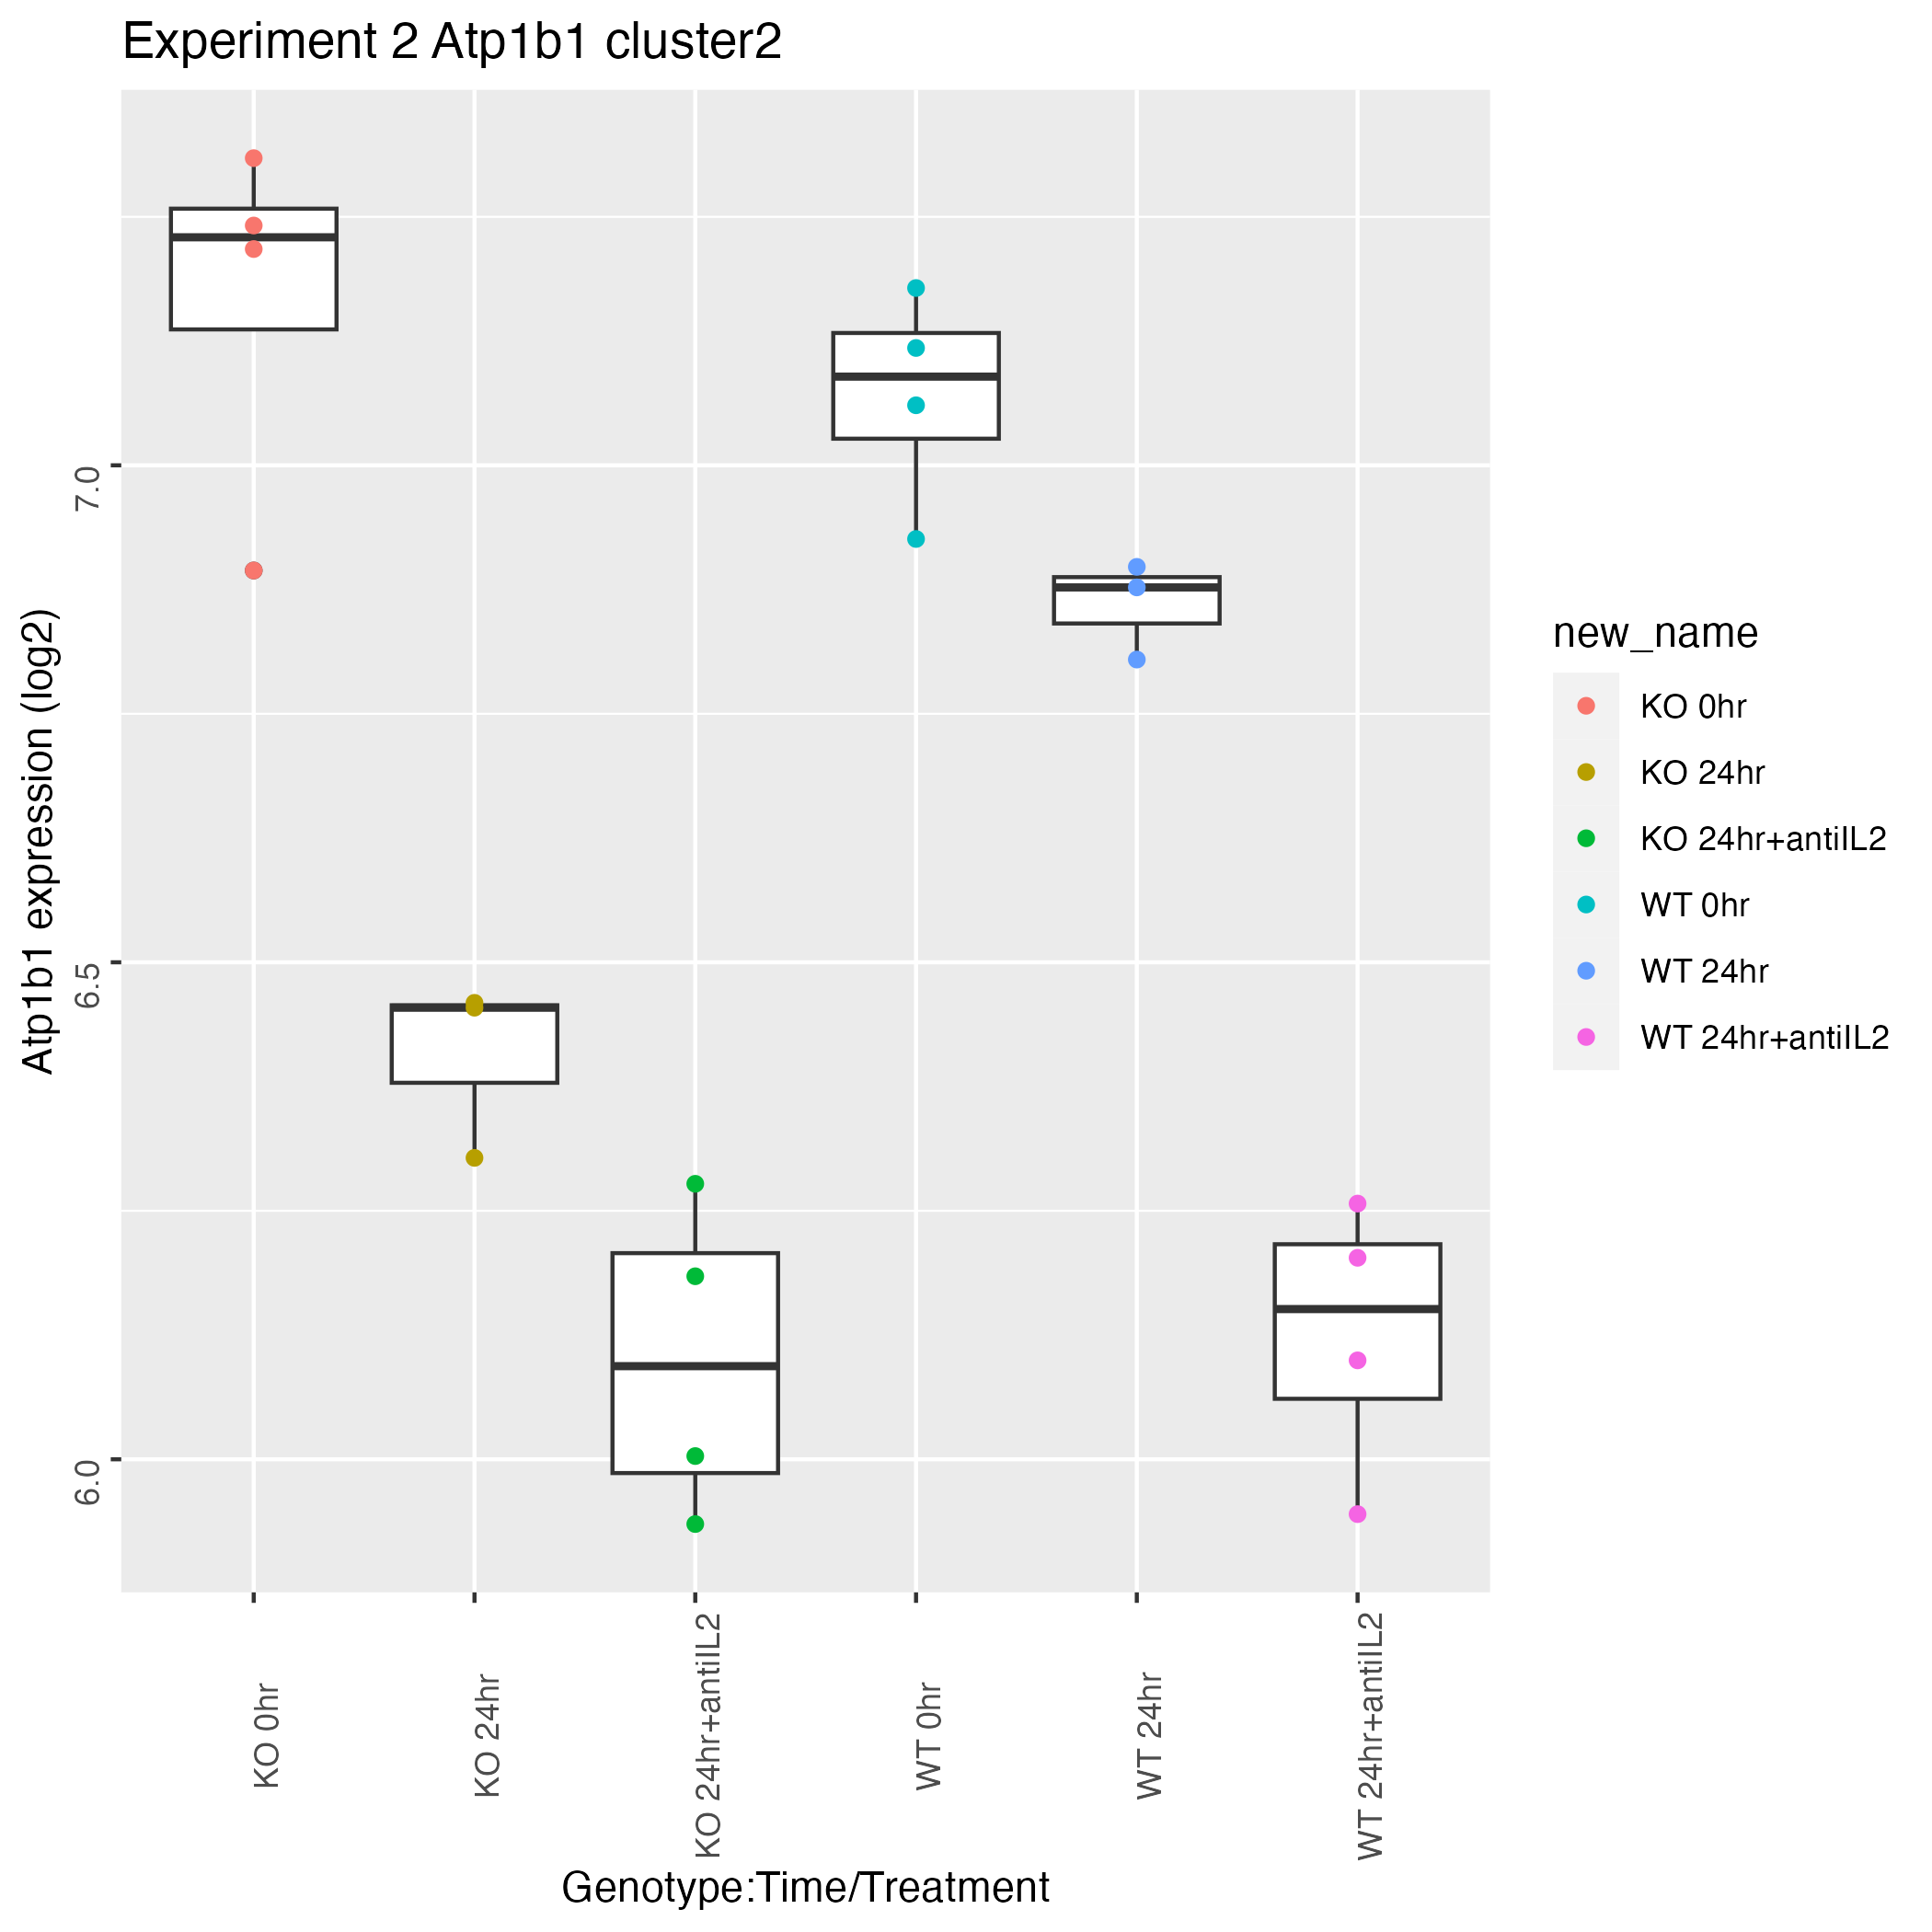 Experiment 2 Atp1b1 cluster2
Atp1b1 expression (log2)
7.0
6.5
6.0
KO 0hr
KO 24hr
KO 24hr+antiIL2
WT 0hr
WT 24hr
WT 24hr+antiIL2
Genotype:Time/Treatment
new_name
KO 0hr
KO 24hr
KO 24hr+antiIL2
WT 0hr
WT 24hr
WT 24hr+antiIL2